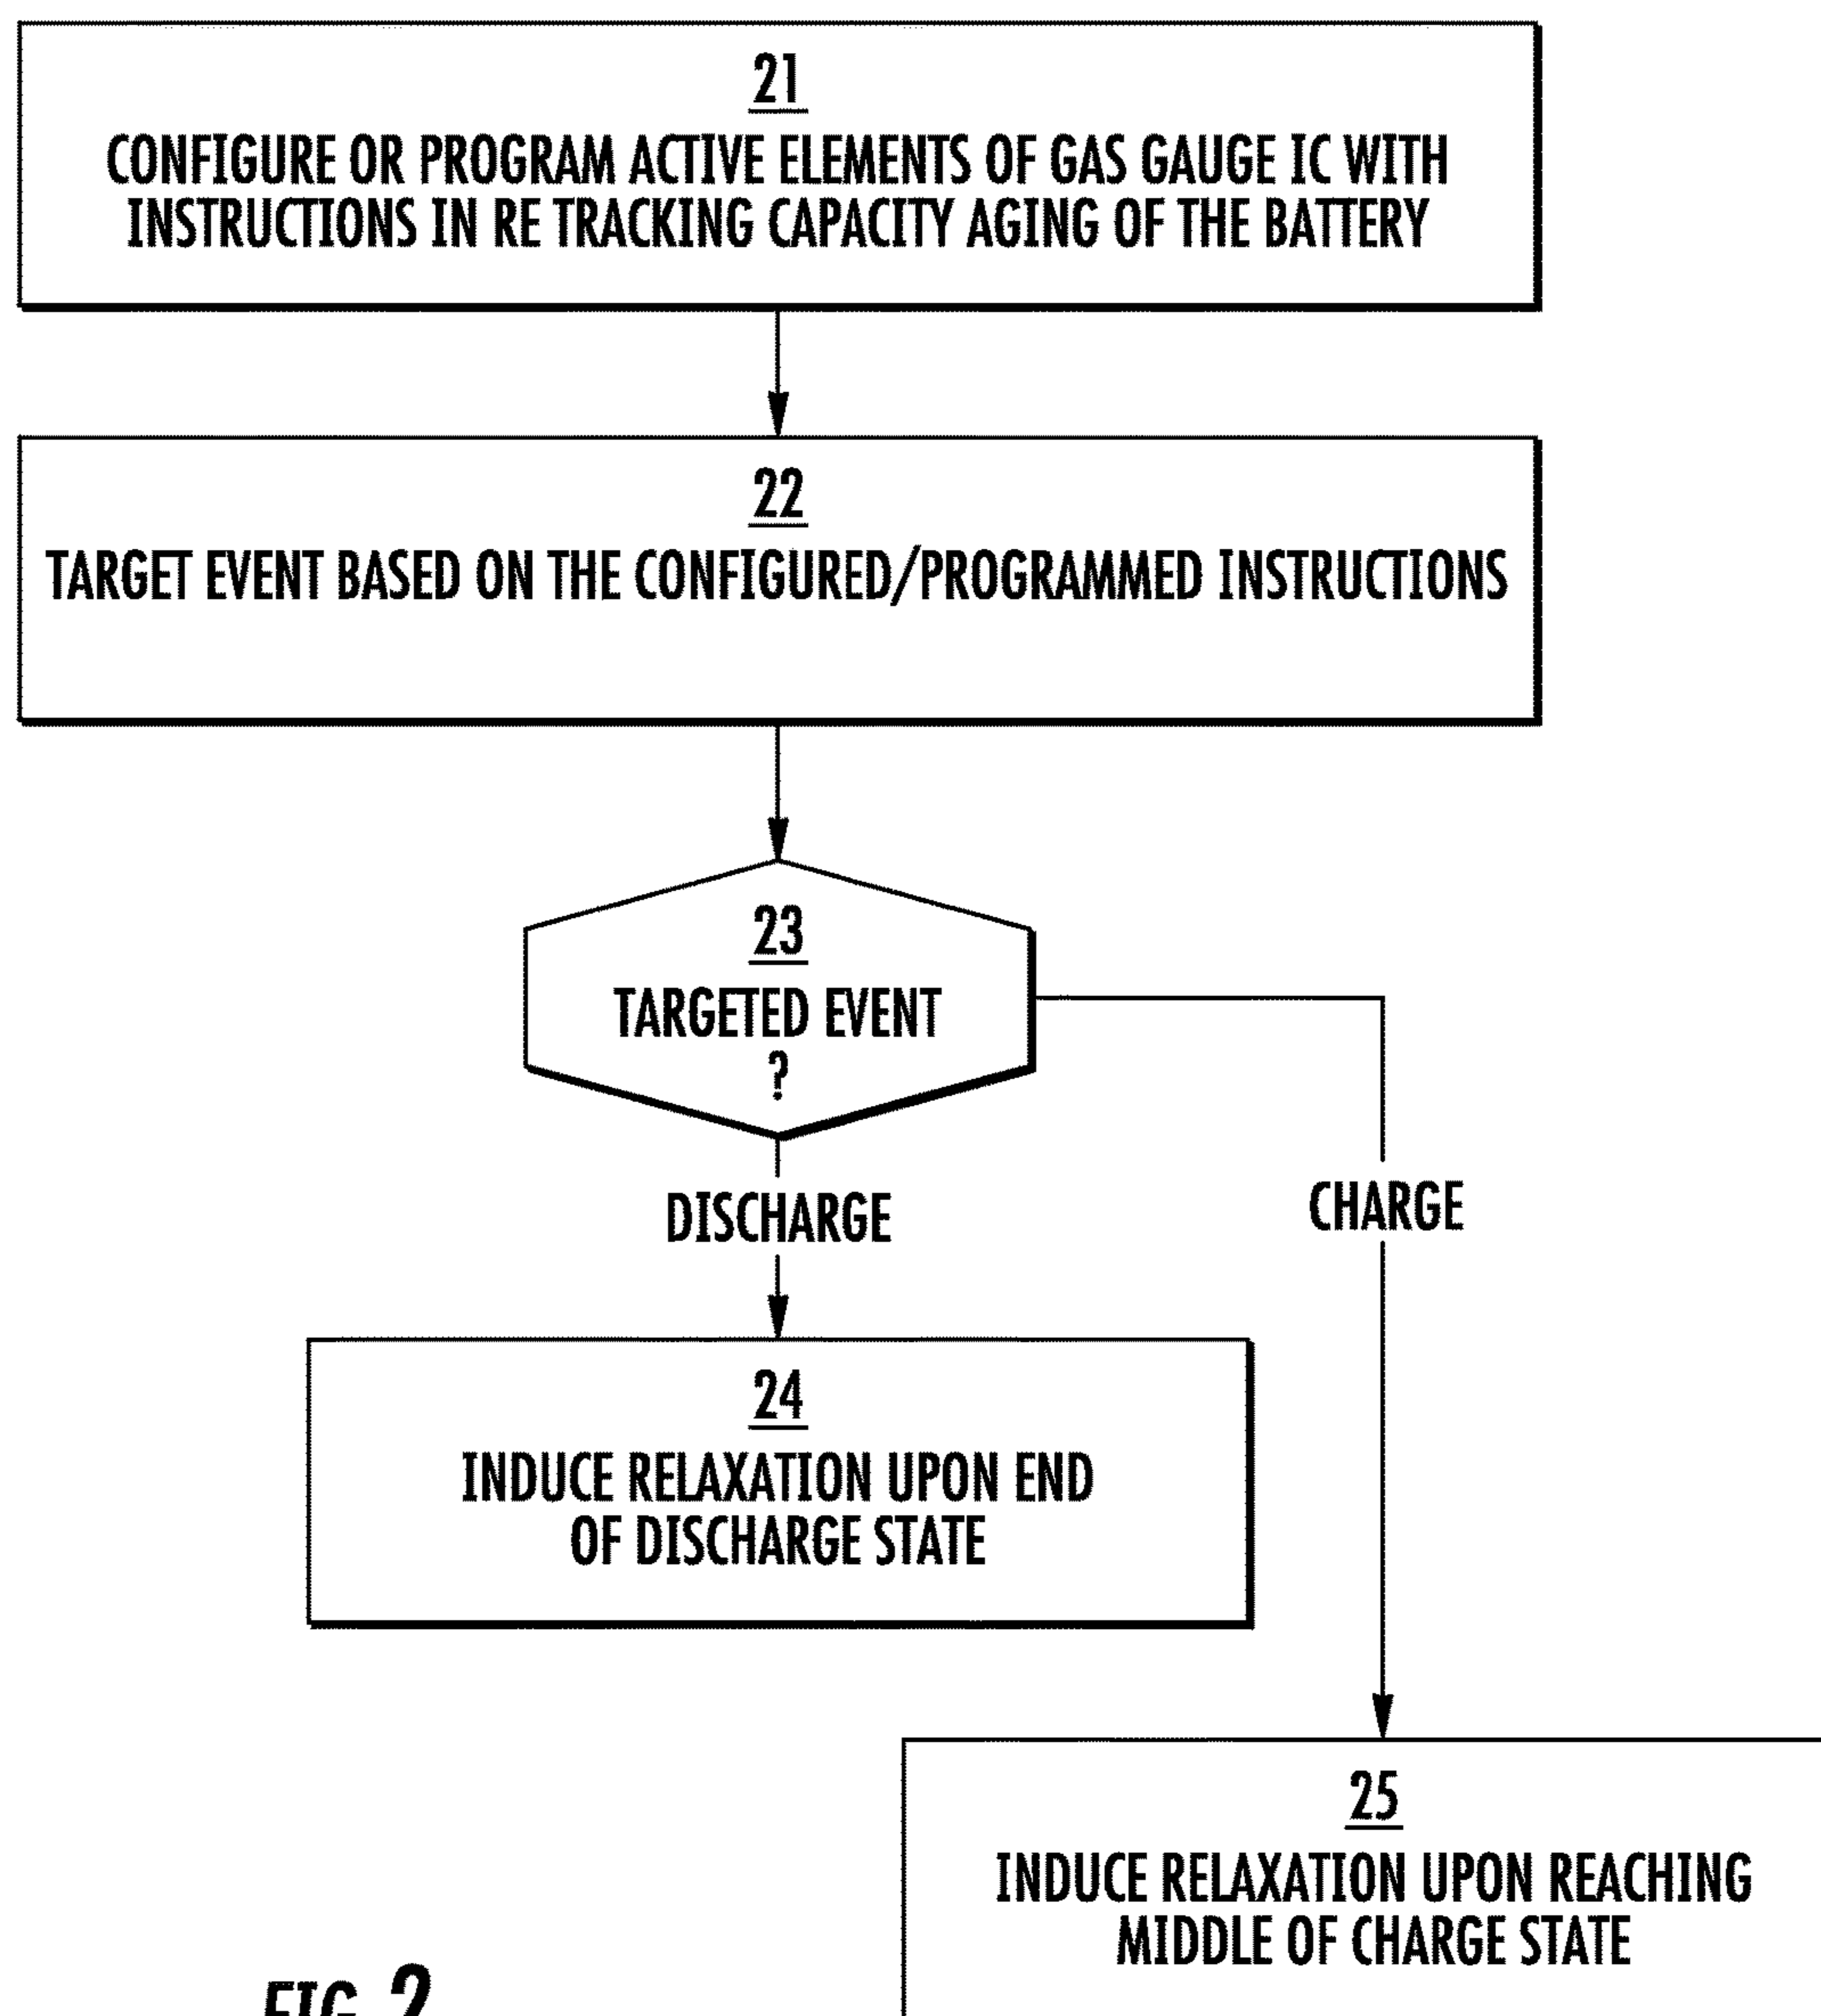 21
CONFIGURE OR PROGRAM ACTIVE ELEMENTS OF GAS GAUGE IC WITH
INSTRUCTIONS IN RE TRACKING CAPACITY AGING OF THE BATTERY
22
TARGET EVENT BASED ON THE CONFIGURED/PROGRAMMED INSTRUCTIONS
23
TARGETED EVENT
?
DISCHARGE
CHARGE
24
INDUCE RELAXATION UPON END
OF DISCHARGE STATE
25
INDUCE RELAXATION UPON REACHING
MIDDLE OF CHARGE STATE
FIG. 2